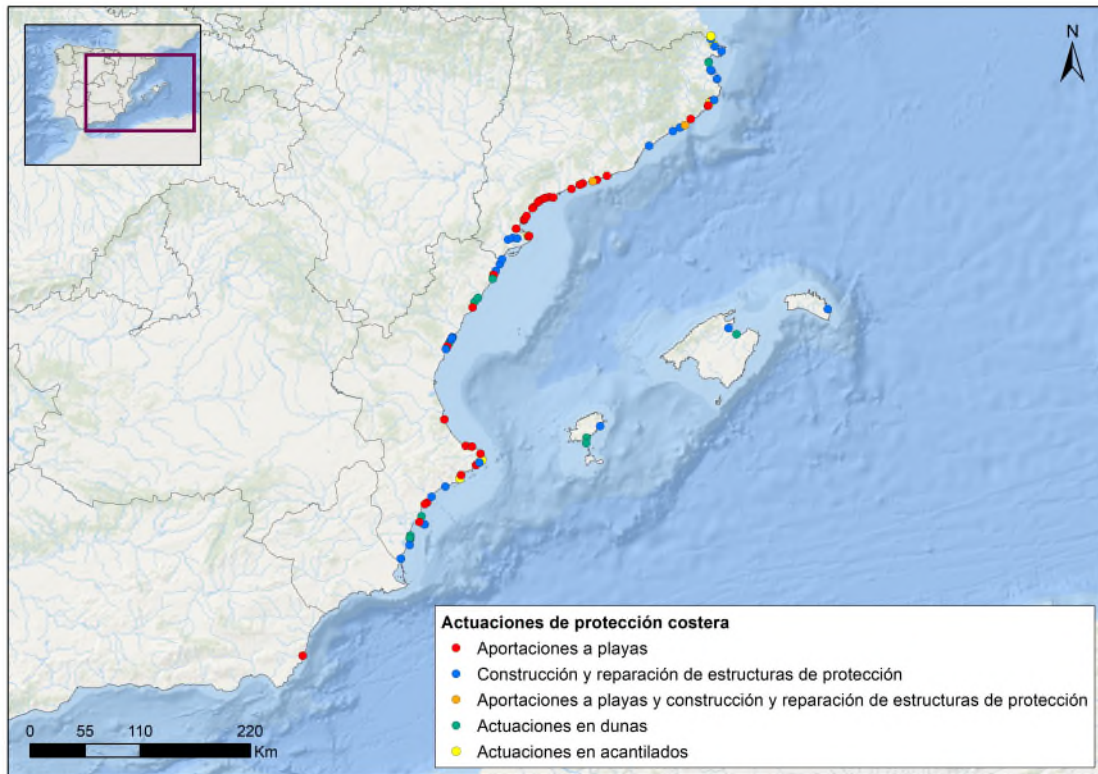 N
Actuaciones de protección costera
Aportaciones a playas
Construcción y reparación de estructuras de protección
Aportaciones a playas y construcción y reparación de estructuras de protección
Actuaciones en dunas
Actuaciones en acantilados
0 55 110 220
Km